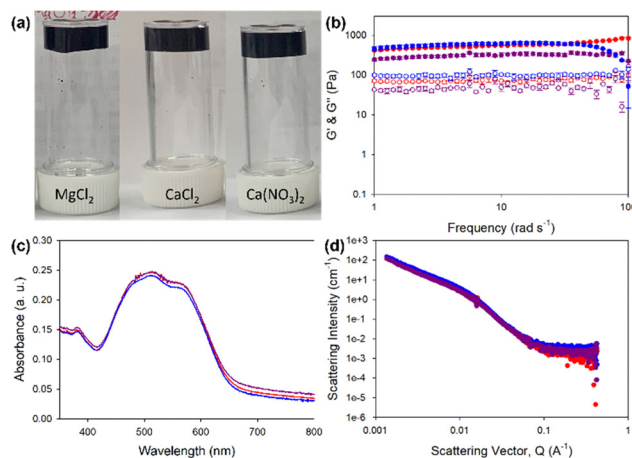 (a)
MgCl2
CaCl2
Ca(NO3)2
(b)
G' & G'' (Pa)
1000
100
10
1
0.1
1
10
100
Frequency (rad s-1)
(c)
Absorbance (a. u.)
0.30
0.25
0.20
0.15
0.10
0.05
0.00
400
500
600
700
800
Wavelength (nm)
(d)
Scattering Intensity (cm-1)
1e+3
1e+2
1e+1
1e+0
1e-1
1e-2
1e-3
1e-4
1e-5
1e-6
0.001
0.01
0.1
1
Scattering Vector, Q (A-1)